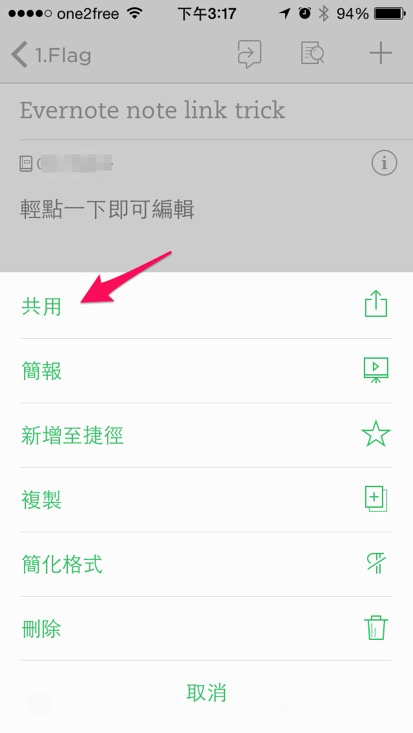 one2free 下午3:17 94%
1.Flag
Evernote note link trick
輕點一下即可編輯
共用
簡報
新增至捷徑
複製
簡化格式
刪除
取消